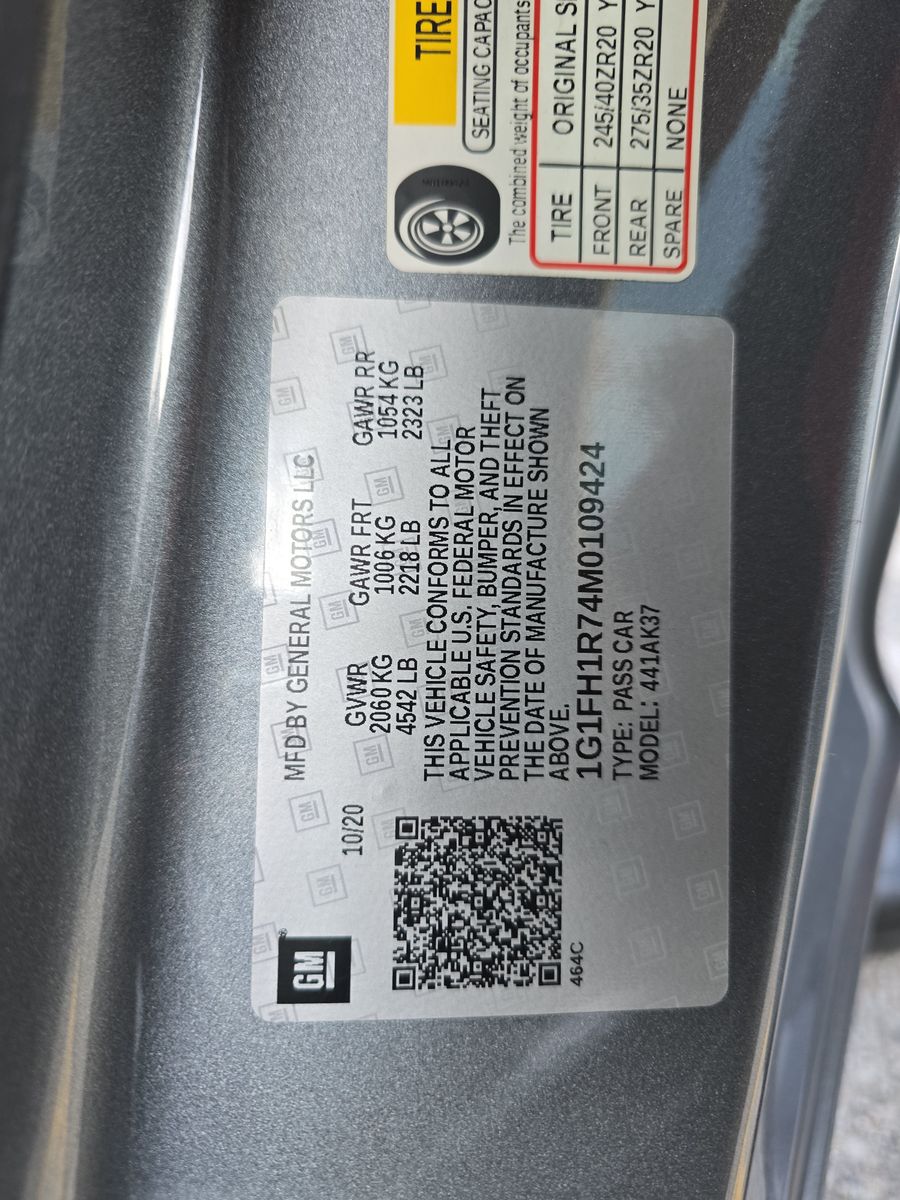 GM
MFD BY GENERAL MOTORS LLC
10/20
GVWR GAWR FRT GAWR RR
2060 KG 1006 KG 1054 KG
4542 LB 2218 LB 2323 LB
THIS VEHICLE CONFORMS TO ALL
APPLICABLE U.S. FEDERAL MOTOR
VEHICLE SAFETY, BUMPER, AND THEFT
PREVENTION STANDARDS IN EFFECT ON
THE DATE OF MANUFACTURE SHOWN
ABOVE.
1G1FH1R74M0109424
TYPE: PASS CAR
MODEL: 441AK37
464C
TIRE
SEATING CAPAC
The combined weight of occupants
TIRE ORIGINAL SI
FRONT 245/40ZR20 Y
REAR 275/35ZR20 Y
SPARE NONE